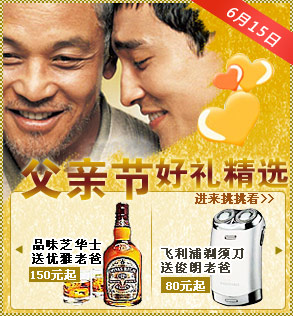 6月15日
父亲节好礼精选
进来挑挑看>>
品味芝华士
送优雅老爸
150元起
飞利浦剃须刀
送俊朗老爸
80元起
CHIVAS REGAL